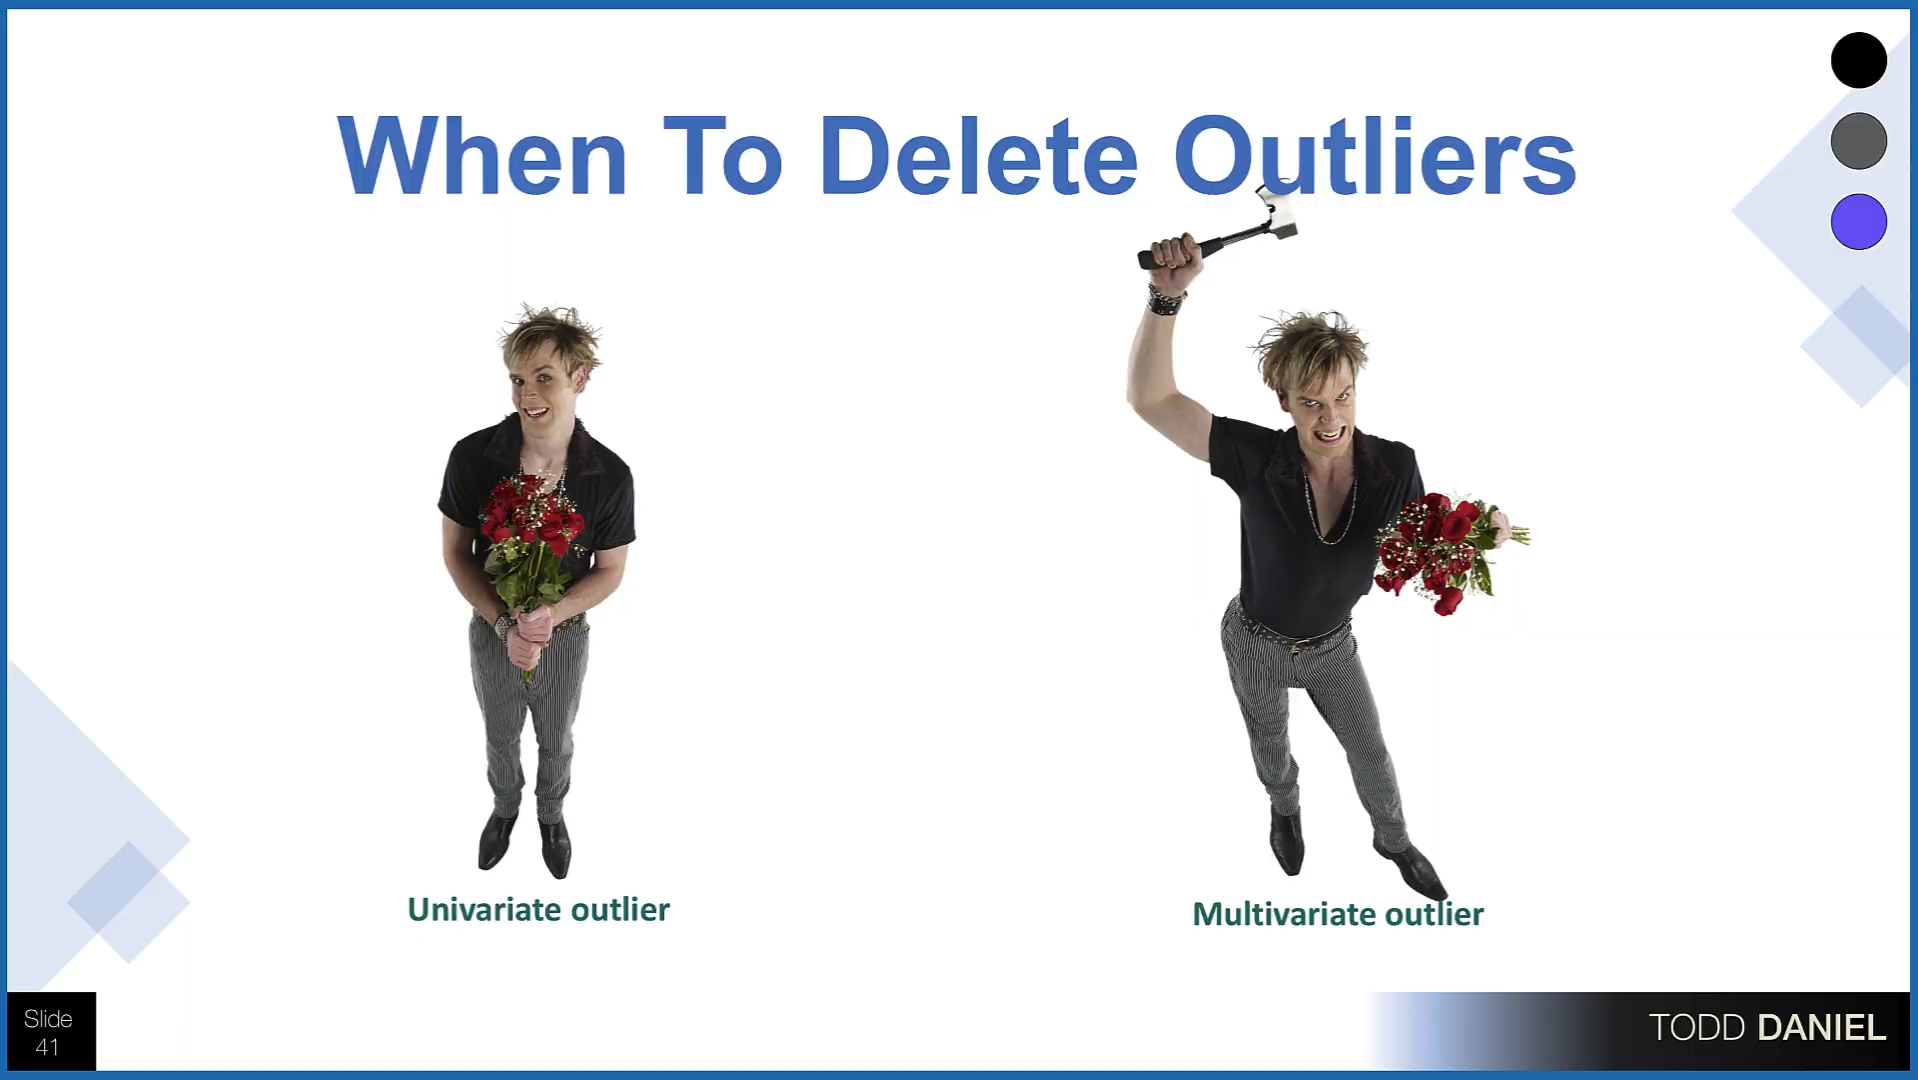 When To Delete Outliers
Univariate outlier
Multivariate outlier
Slide
41
TODD DANIEL